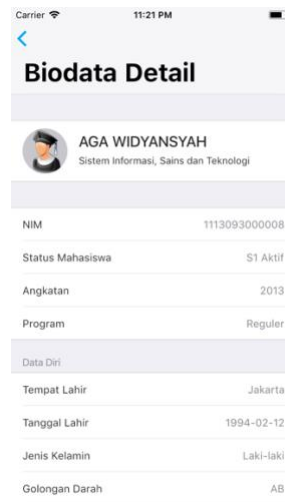 Carrier 11:21 PM
Biodata Detail
AGA WIDYANSYAH
Sistem Informasi, Sains dan Teknologi
NIM 1113093000008
Status Mahasiswa S1 Aktif
Angkatan 2013
Program Reguler
Data Diri
Tempat Lahir Jakarta
Tanggal Lahir 1994-02-12
Jenis Kelamin Laki-laki
Golongan Darah AB